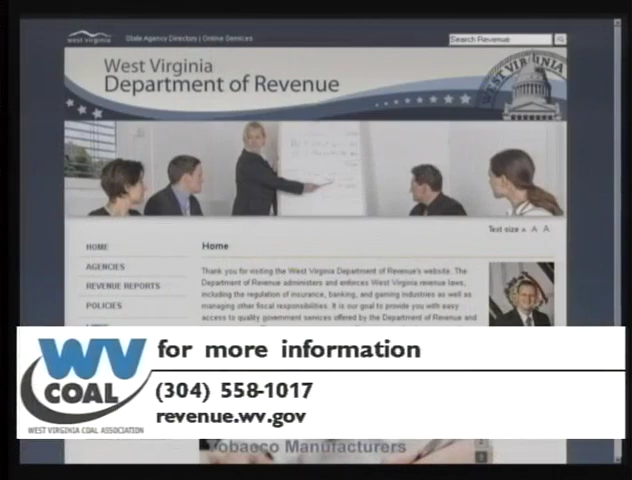 west virginia
State Agency Directory | Online Services
Search Revenue
West Virginia
Department of Revenue
WEST VIRGINIA
Text size A A A
HOME
AGENCIES
REVENUE REPORTS
POLICIES
Home
Thank you for visiting the West Virginia Department of Revenue's website. The
Department of Revenue administers and enforces West Virginia revenue laws,
including the regulation of insurance, banking, and gaming industries as well as
managing other fiscal responsibilities. It is our goal to provide you with easy
access to quality government services offered by the Department of Revenue and
WV
COAL
WEST VIRGINIA COAL ASSOCIATION
for more information
(304) 558-1017
revenue.wv.gov
Tobacco Manufacturers